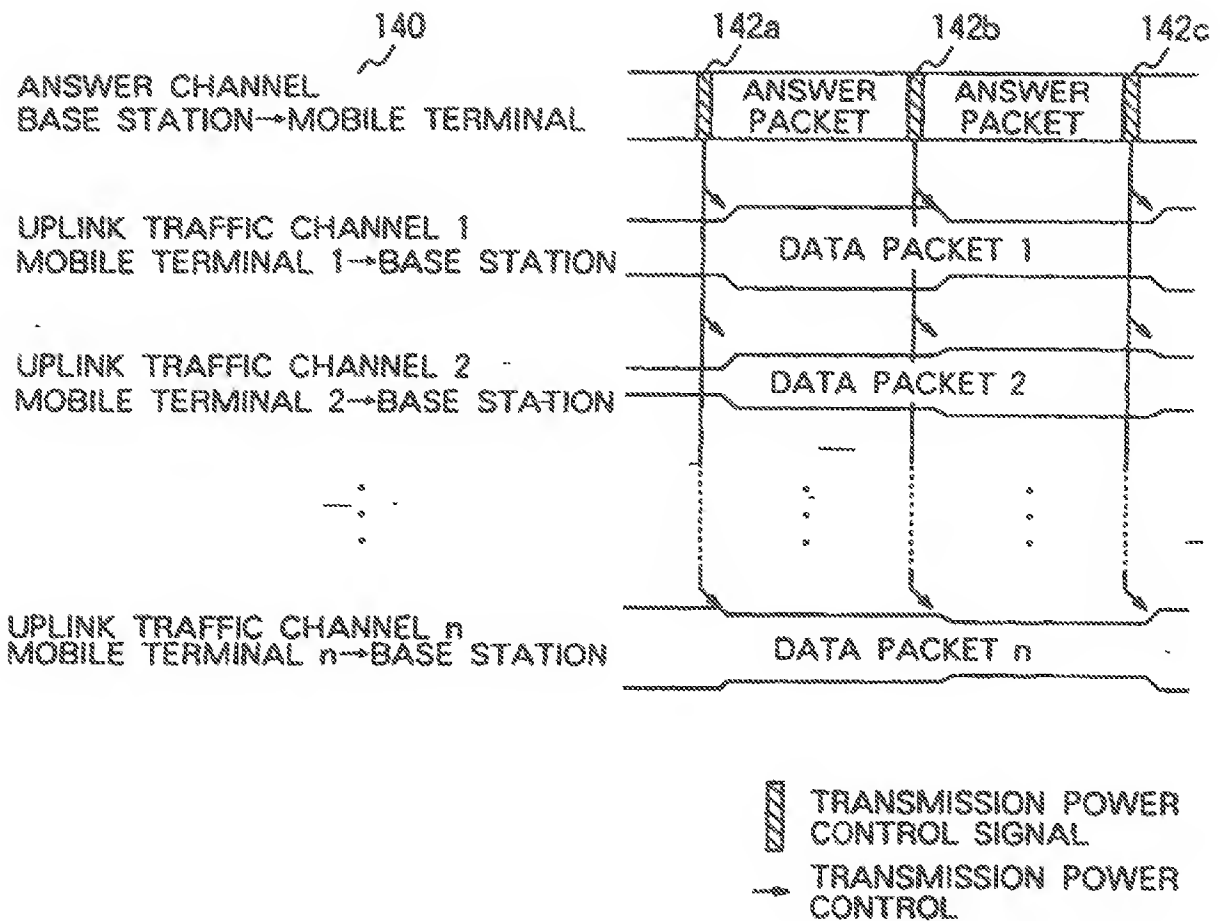 140
142a
142b
142c
ANSWER CHANNEL
BASE STATION→MOBILE TERMINAL
ANSWER PACKET
ANSWER PACKET
UPLINK TRAFFIC CHANNEL 1
MOBILE TERMINAL 1→BASE STATION
DATA PACKET 1
UPLINK TRAFFIC CHANNEL 2
MOBILE TERMINAL 2→BASE STATION
DATA PACKET 2
UPLINK TRAFFIC CHANNEL n
MOBILE TERMINAL n→BASE STATION
DATA PACKET n
TRANSMISSION POWER
CONTROL SIGNAL
TRANSMISSION POWER
CONTROL